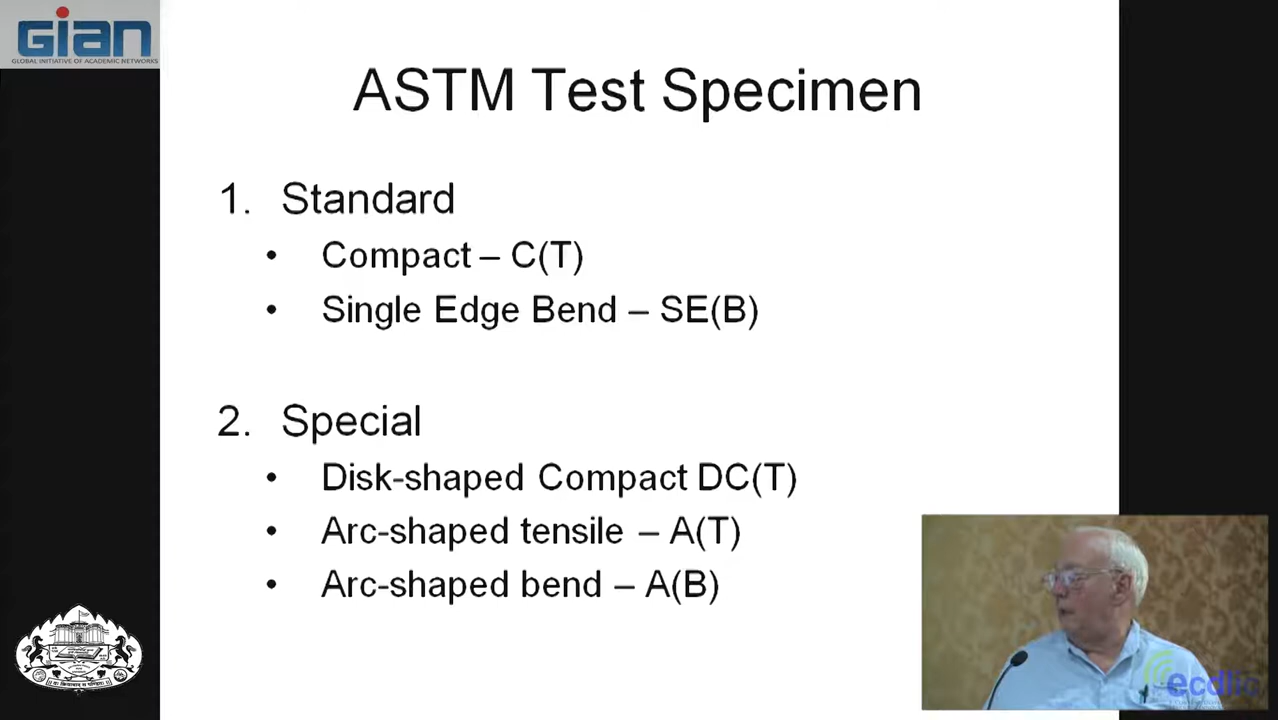 GIAN
GLOBAL INITIATIVE OF ACADEMIC NETWORKS
ASTM Test Specimen
1. Standard
• Compact – C(T)
• Single Edge Bend – SE(B)
2. Special
• Disk-shaped Compact DC(T)
• Arc-shaped tensile – A(T)
• Arc-shaped bend – A(B)
ecdlic